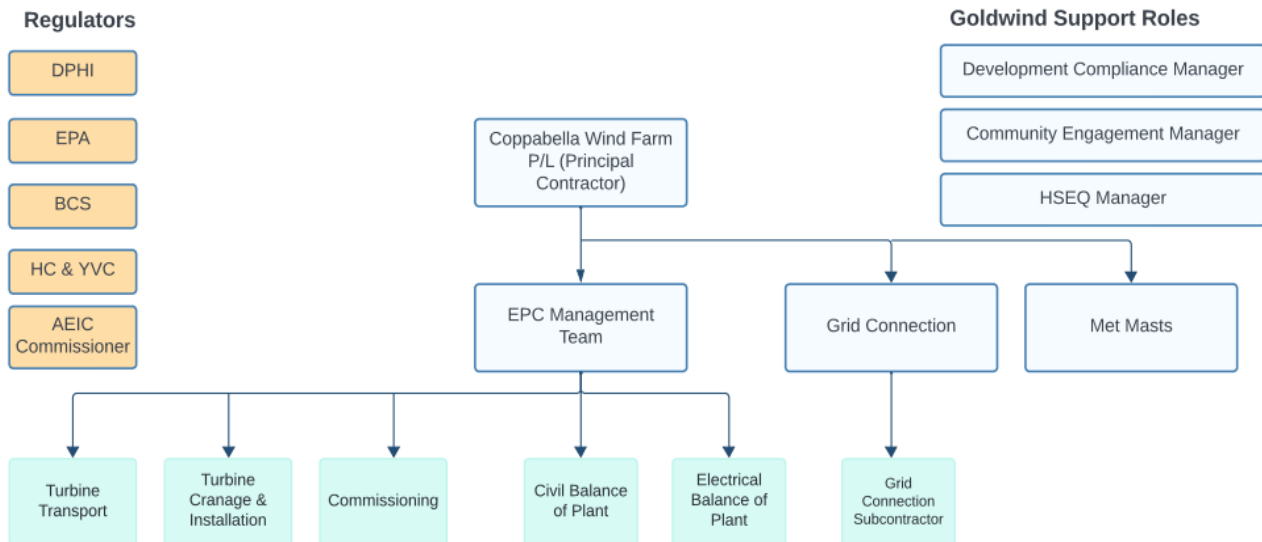 Regulators
DPHI
EPA
BCS
HC & YVC
AEIC
Commissioner
Goldwind Support Roles
Development Compliance Manager
Community Engagement Manager
HSEQ Manager
Coppabella Wind Farm
P/L (Principal
Contractor)
EPC Management
Team
Grid Connection
Met Masts
Turbine
Transport
Turbine
Cranage &
Installation
Commissioning
Civil Balance
of Plant
Electrical
Balance of
Plant
Grid
Connection
Subcontractor